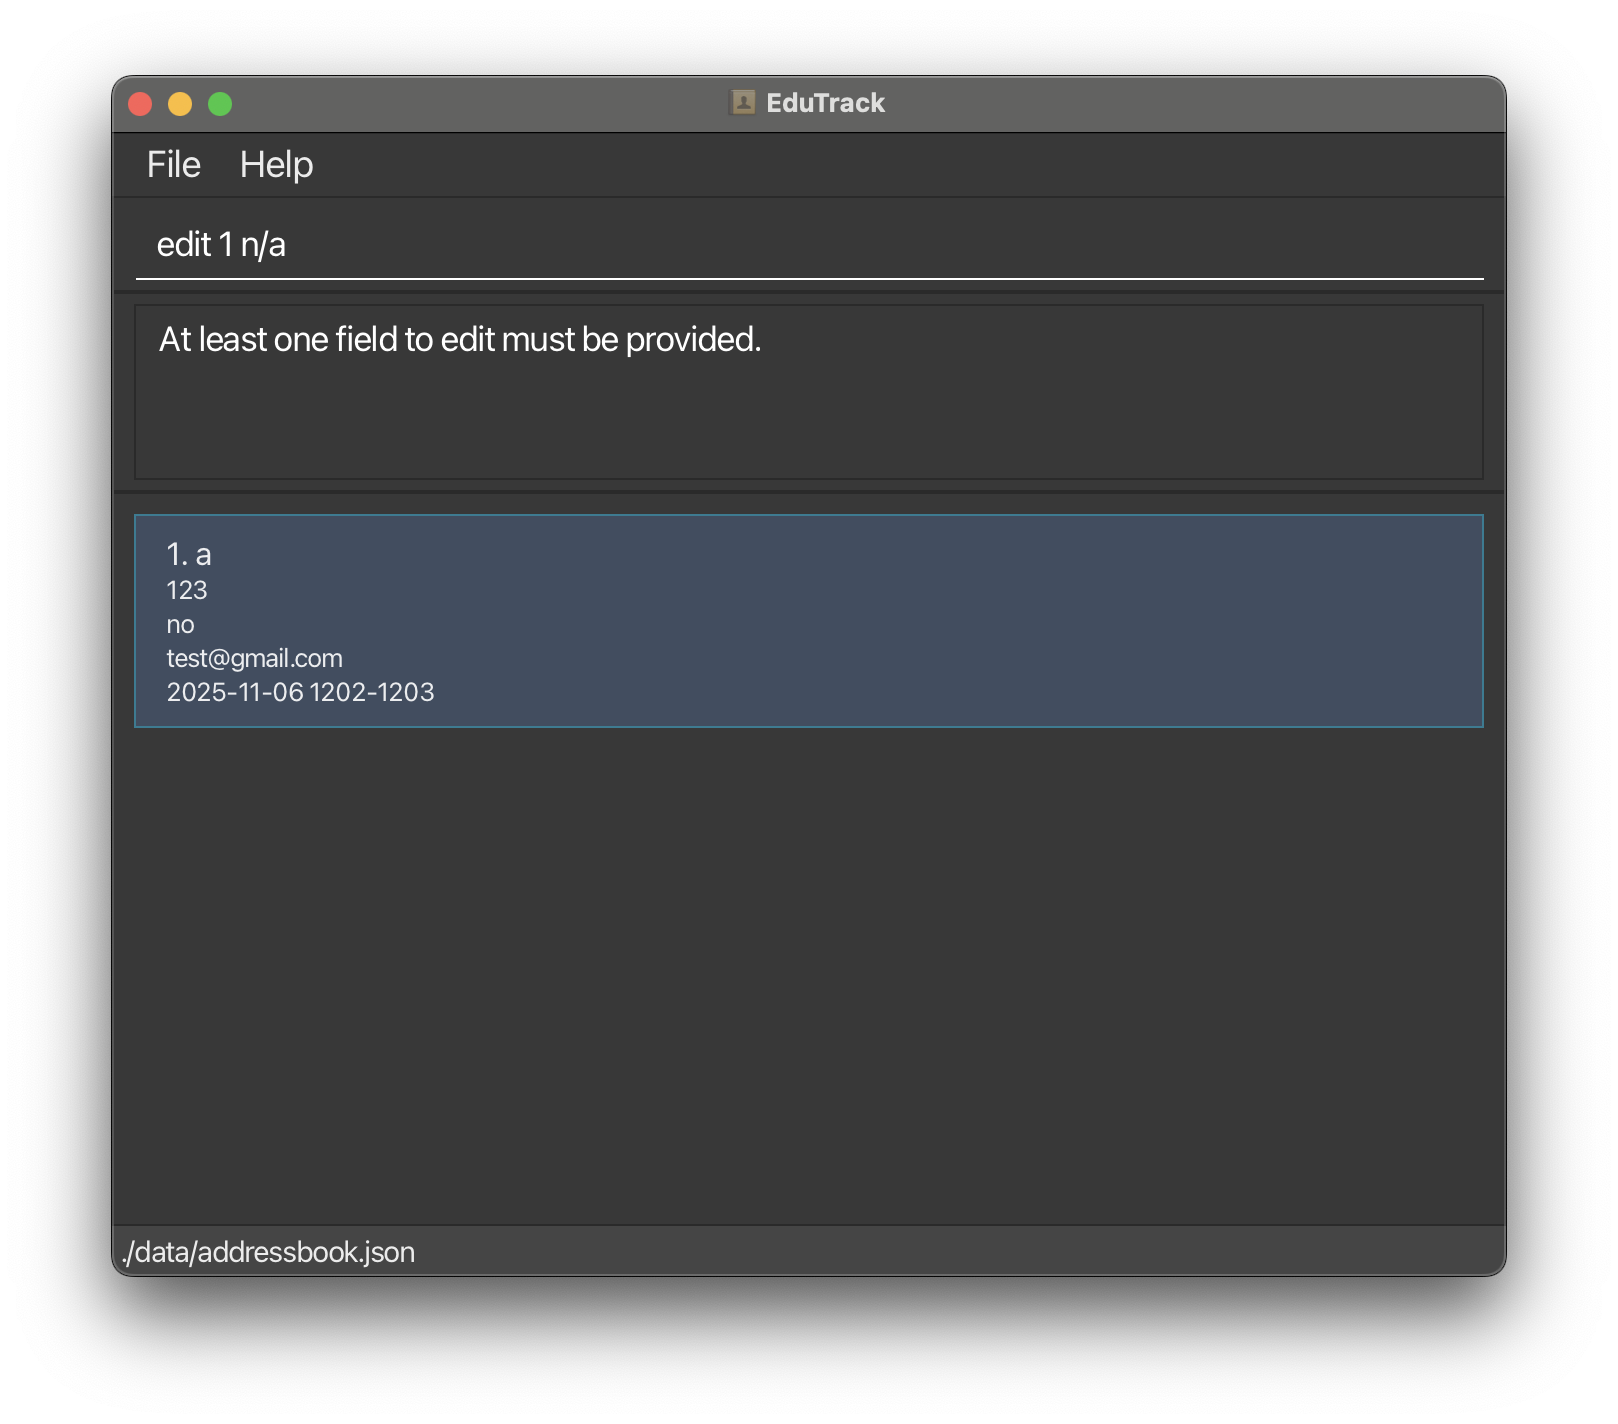 EduTrack
File Help
edit 1 n/a
At least one field to edit must be provided.
1. a
123
no
test@gmail.com
2025-11-06 1202-1203
./data/addressbook.json